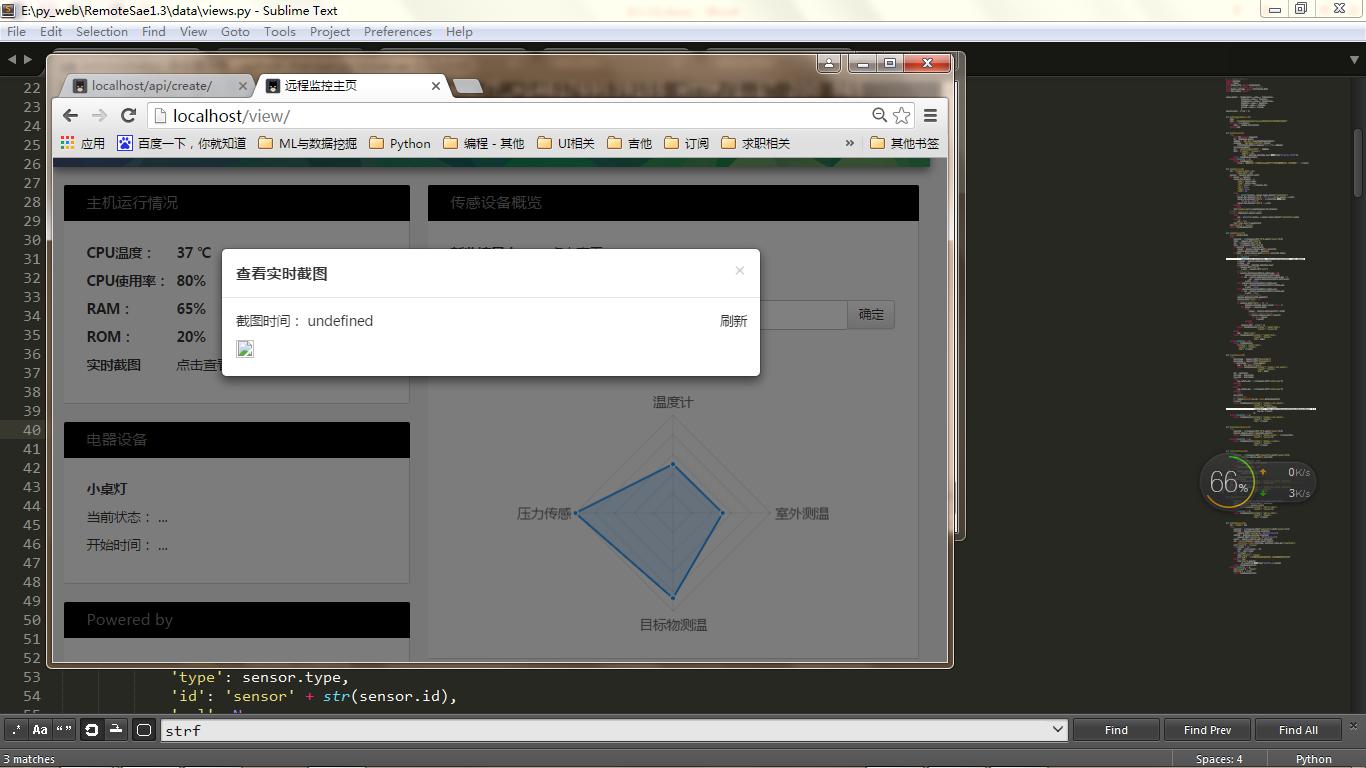 E:\py_web\RemoteSae1.3\data\views.py - Sublime Text
File Edit Selection Find View Goto Tools Project Preferences Help
localhost/api/create/ × 远程监控主页 ×
localhost/view/
应用 百度一下,你就知道 ML与数据挖掘 Python 编程 - 其他 UI相关 吉他 订阅 求职相关 » 其他书签
22
23
24
25
26
27
28
29
30
31
32
33
34
35
36
37
38
39
40
41
42
43
44
45
46
47
48
49
50
51
52
53
54
55
主机运行情况
CPU温度: 37 ℃
CPU使用率: 80%
RAM: 65%
ROM: 20%
实时截图 点击查看
传感设备概览
确定
查看实时截图 ×
截图时间: undefined 刷新
温度计
压力传感
室外测温
目标物测温
电器设备
小桌灯
当前状态: ...
开始时间: ...
Powered by
66%
0K/s
3K/s
'type': sensor.type,
'id': 'sensor' + str(sensor.id),
.* Aa “ ” strf Find Find Prev Find All ×
3 matches Spaces: 4 Python